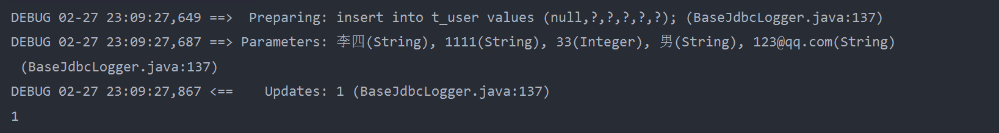 DEBUG 02-27 23:09:27,649 ==>  Preparing: insert into t_user values (null,?,?,?,?,?); (BaseJdbcLogger.java:137)
DEBUG 02-27 23:09:27,687 ==> Parameters: 李四(String), 1111(String), 33(Integer), 男(String), 123@qq.com(String)
 (BaseJdbcLogger.java:137)
DEBUG 02-27 23:09:27,867 <==    Updates: 1 (BaseJdbcLogger.java:137)
1